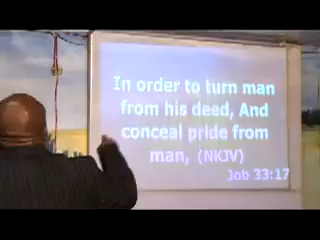 In order to turn man
from his deed, And
conceal pride from
man, (NKJV)
Job 33:17